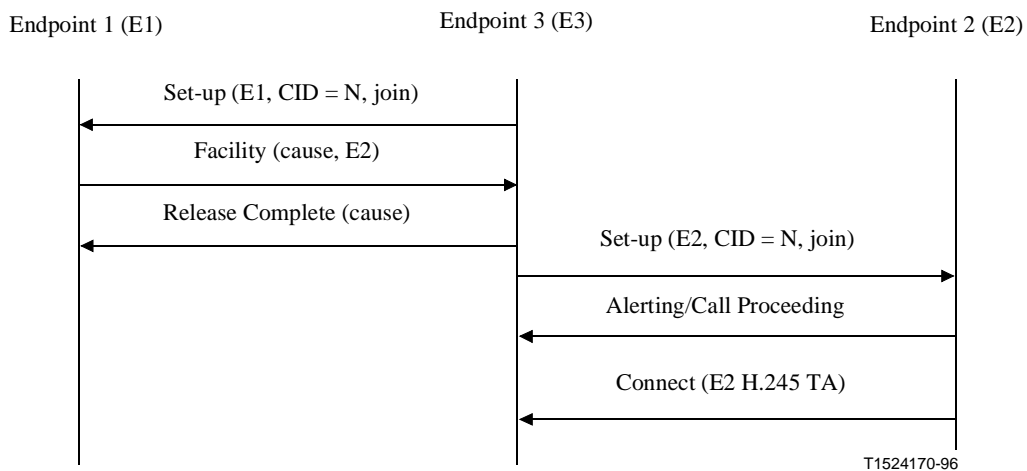 Endpoint 1 (E1)
Endpoint 3 (E3)
Endpoint 2 (E2)
Set-up (E1, CID = N, join)
Facility (cause, E2)
Release Complete (cause)
Set-up (E2, CID = N, join)
Alerting/Call Proceeding
Connect (E2 H.245 TA)
T1524170-96